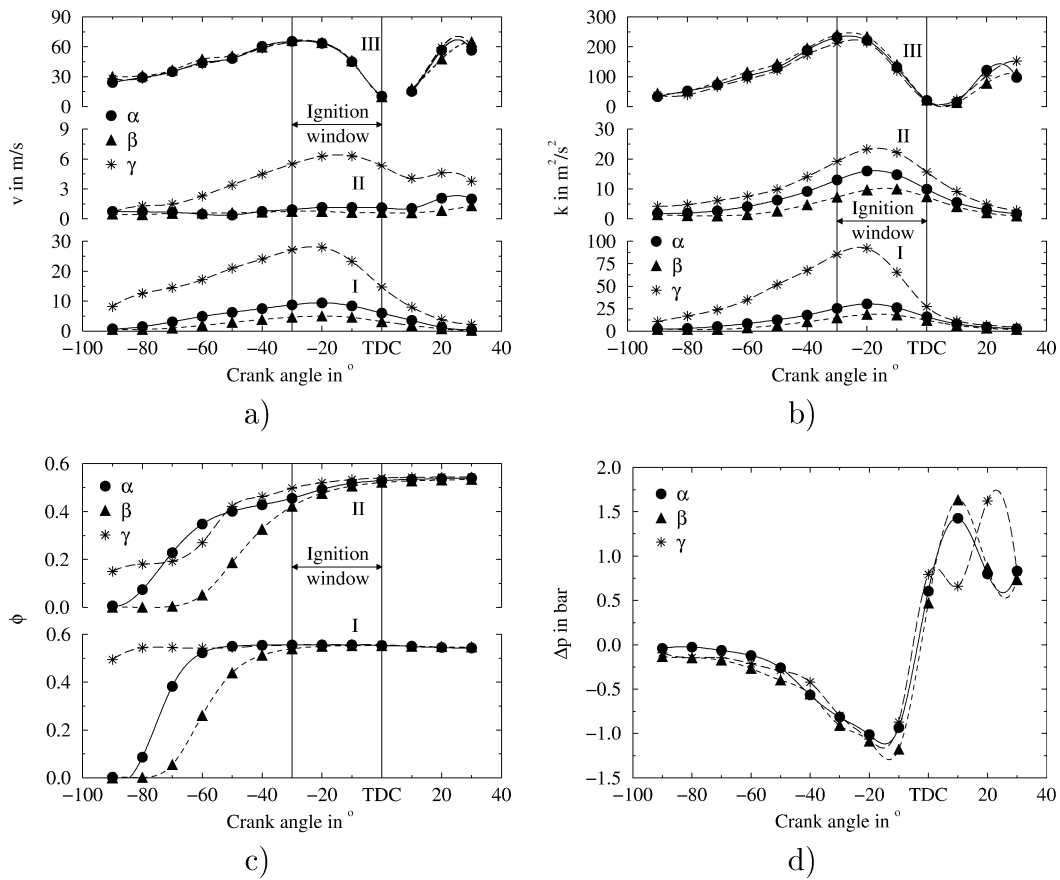 90
60
30
0
9
6
3
0
30
20
10
0
v in m/s
III
α
β
γ
Ignition
window
II
I
−100 −80 −60 −40 −20 TDC 20 40
Crank angle in °
a)
300
200
100
0
30
20
10
0
100
75
50
25
0
k in m²/s²
III
II
α
β
γ
Ignition
window
I
−100 −80 −60 −40 −20 TDC 20 40
Crank angle in °
b)
0.6
0.4
0.2
0.0
0.6
0.4
0.2
0.0
ϕ
α
β
γ
II
Ignition
window
I
−100 −80 −60 −40 −20 TDC 20 40
Crank angle in °
c)
2.0
1.5
1.0
0.5
0.0
−0.5
−1.0
−1.5
Δp in bar
α
β
γ
−100 −80 −60 −40 −20 TDC 20 40
Crank angle in °
d)